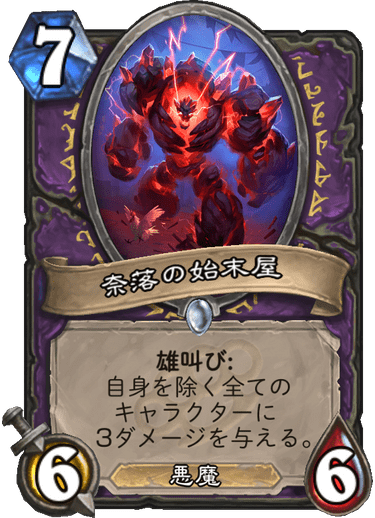 7
奈落の始末屋
雄叫び:
自身を除く全ての
キャラクターに
3ダメージを与える。
6
悪魔
6